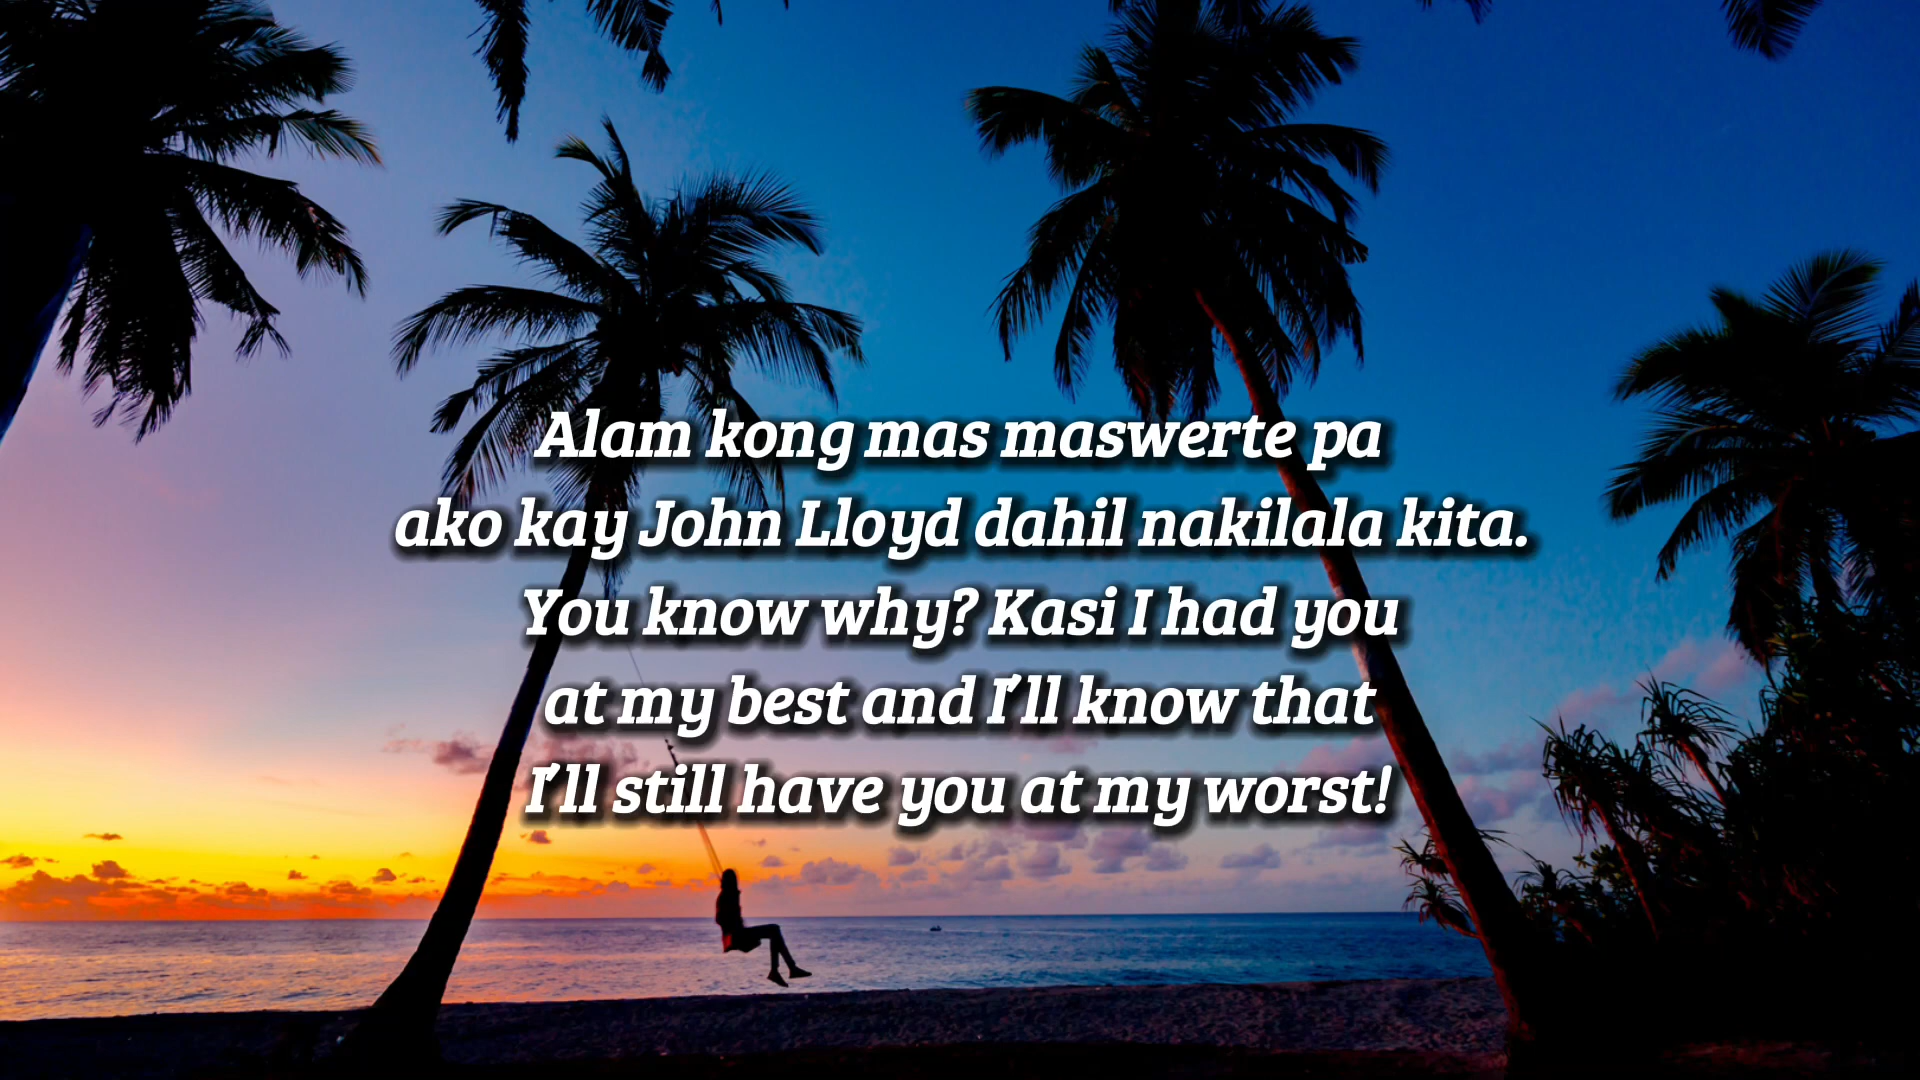 Alam kong mas maswerte pa
ako kay John Lloyd dahil nakilala kita.
You know why? Kasi I had you
at my best and I’ll know that
I’ll still have you at my worst!